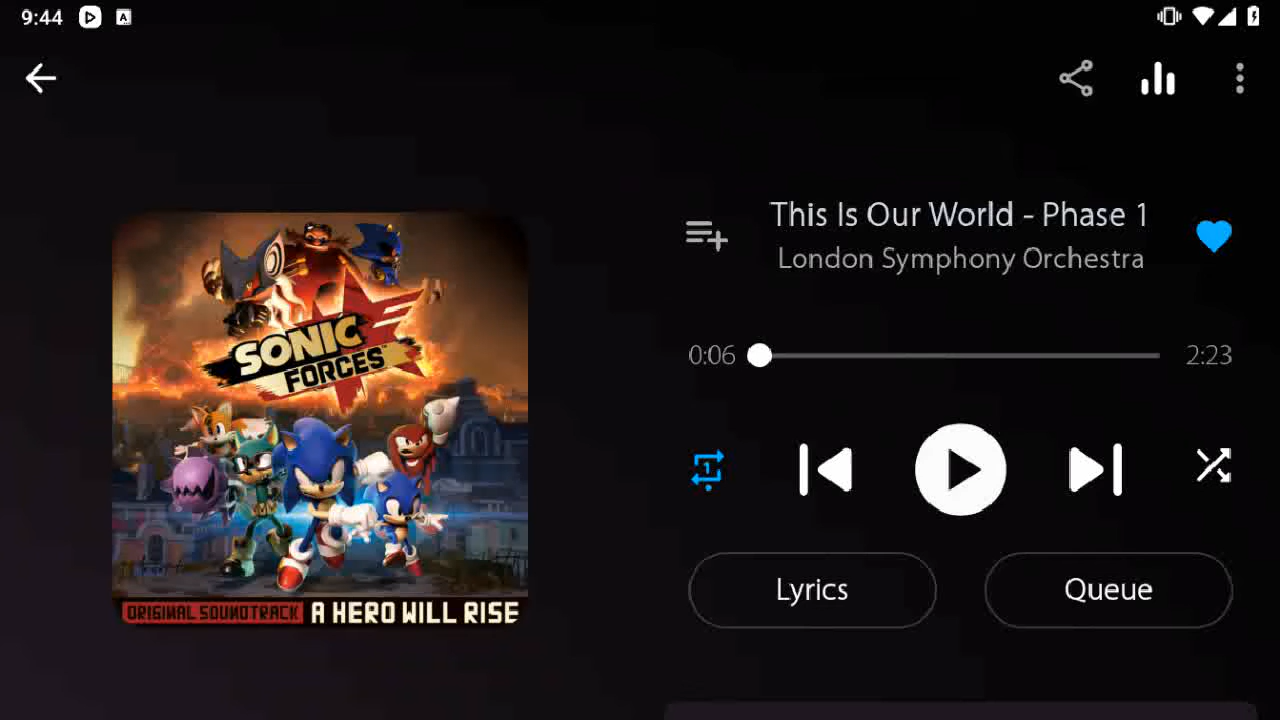 9:44
A
This Is Our World - Phase 1
London Symphony Orchestra
SONIC
FORCES™
0:06
2:23
1
Lyrics
Queue
ORIGINAL SOUNDTRACK A HERO WILL RISE